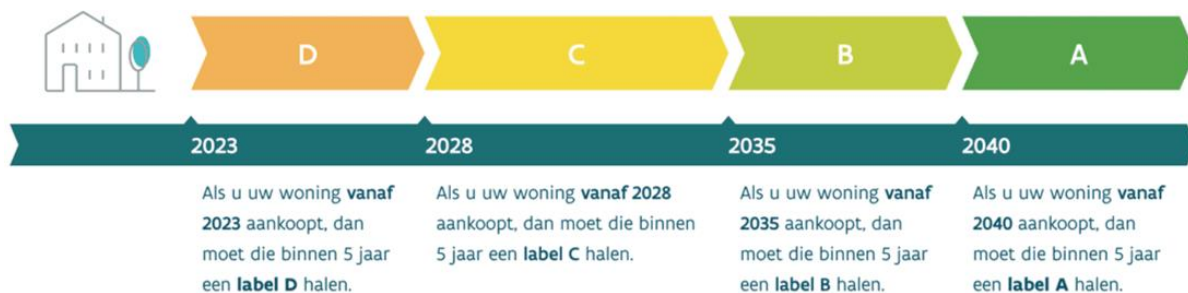 D
C
B
A
2023
2028
2035
2040
Als u uw woning vanaf
2023 aankoopt, dan
moet die binnen 5 jaar
een label D halen.
Als u uw woning vanaf 2028
aankoopt, dan moet die binnen
5 jaar een label C halen.
Als u uw woning vanaf
2035 aankoopt, dan
moet die binnen 5 jaar
een label B halen.
Als u uw woning vanaf
2040 aankoopt, dan
moet die binnen 5 jaar
een label A halen.